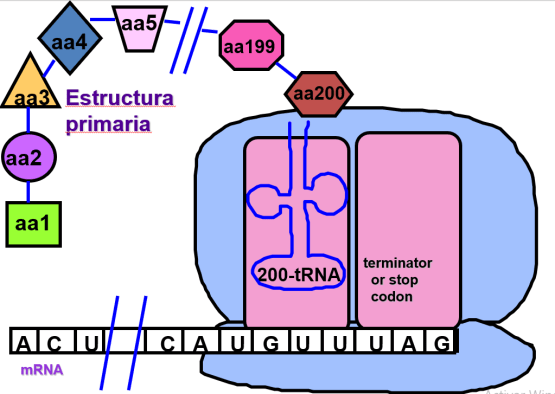 aa5
aa4
aa199
aa3
aa200
Estructura
primaria
aa2
aa1
200-tRNA
terminator
or stop
codon
A C U C A U G U U U A G
mRNA